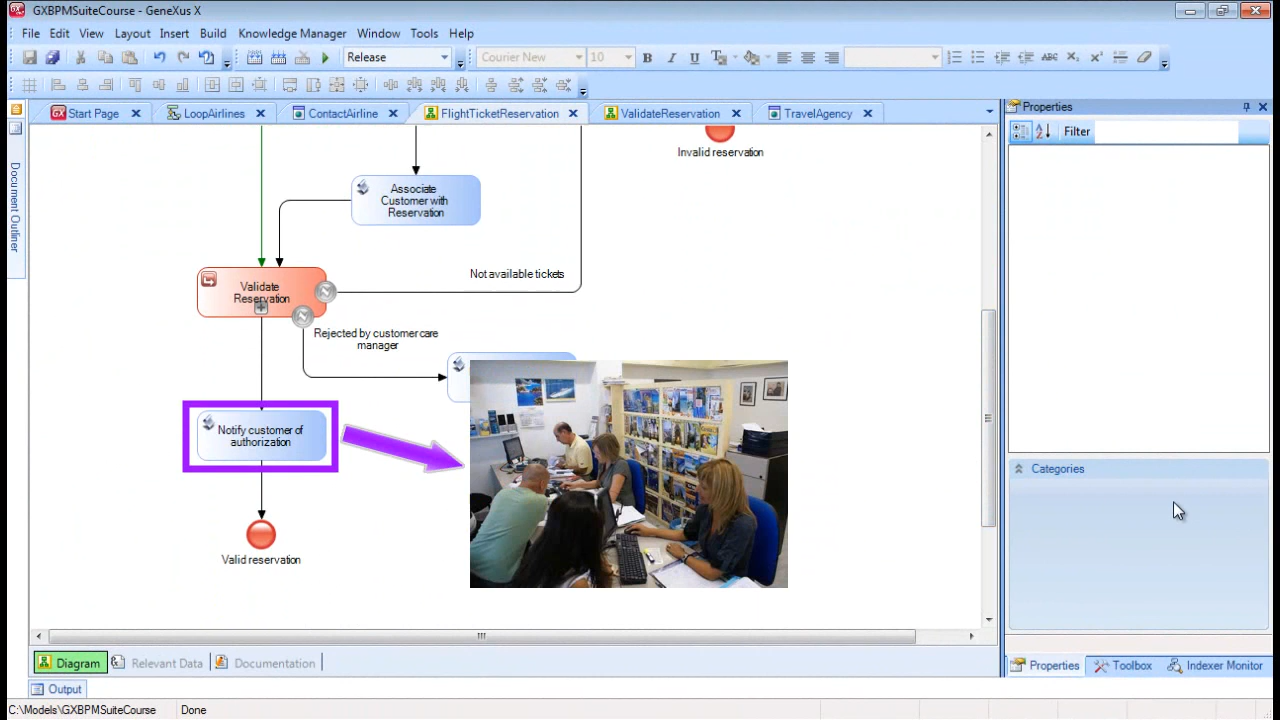 GXBPMSuiteCourse - GeneXus X
File Edit View Layout Insert Build Knowledge Manager Window Tools Help
Release Courier New 10 B I U ABC
Start Page LoopAirlines ContactAirline FlightTicketReservation ValidateReservation TravelAgency
Properties
Filter
Document Outliner
Invalid reservation
Associate
Customer with
Reservation
Not available tickets
Validate
Reservation
Rejected by customer care
manager
Notify customer of
authorization
Valid reservation
Categories
Diagram Relevant Data Documentation
Properties Toolbox Indexer Monitor
Output
C:\Models\GXBPMSuiteCourse Done